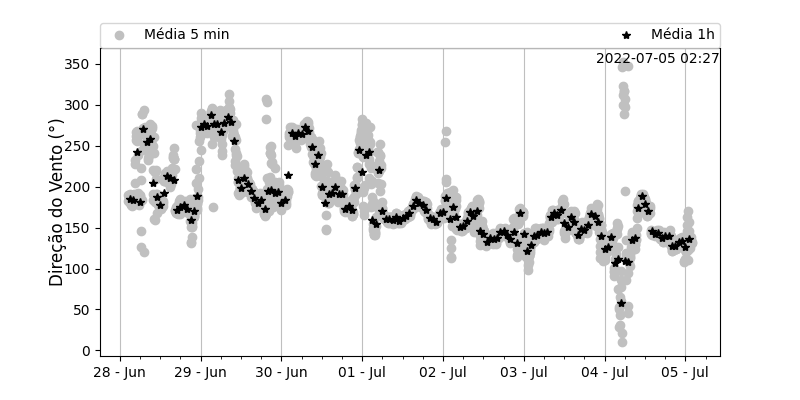 Média 5 min
Média 1h
2022-07-05 02:27
Direção do Vento (°)
350
300
250
200
150
100
50
0
28 - Jun
29 - Jun
30 - Jun
01 - Jul
02 - Jul
03 - Jul
04 - Jul
05 - Jul